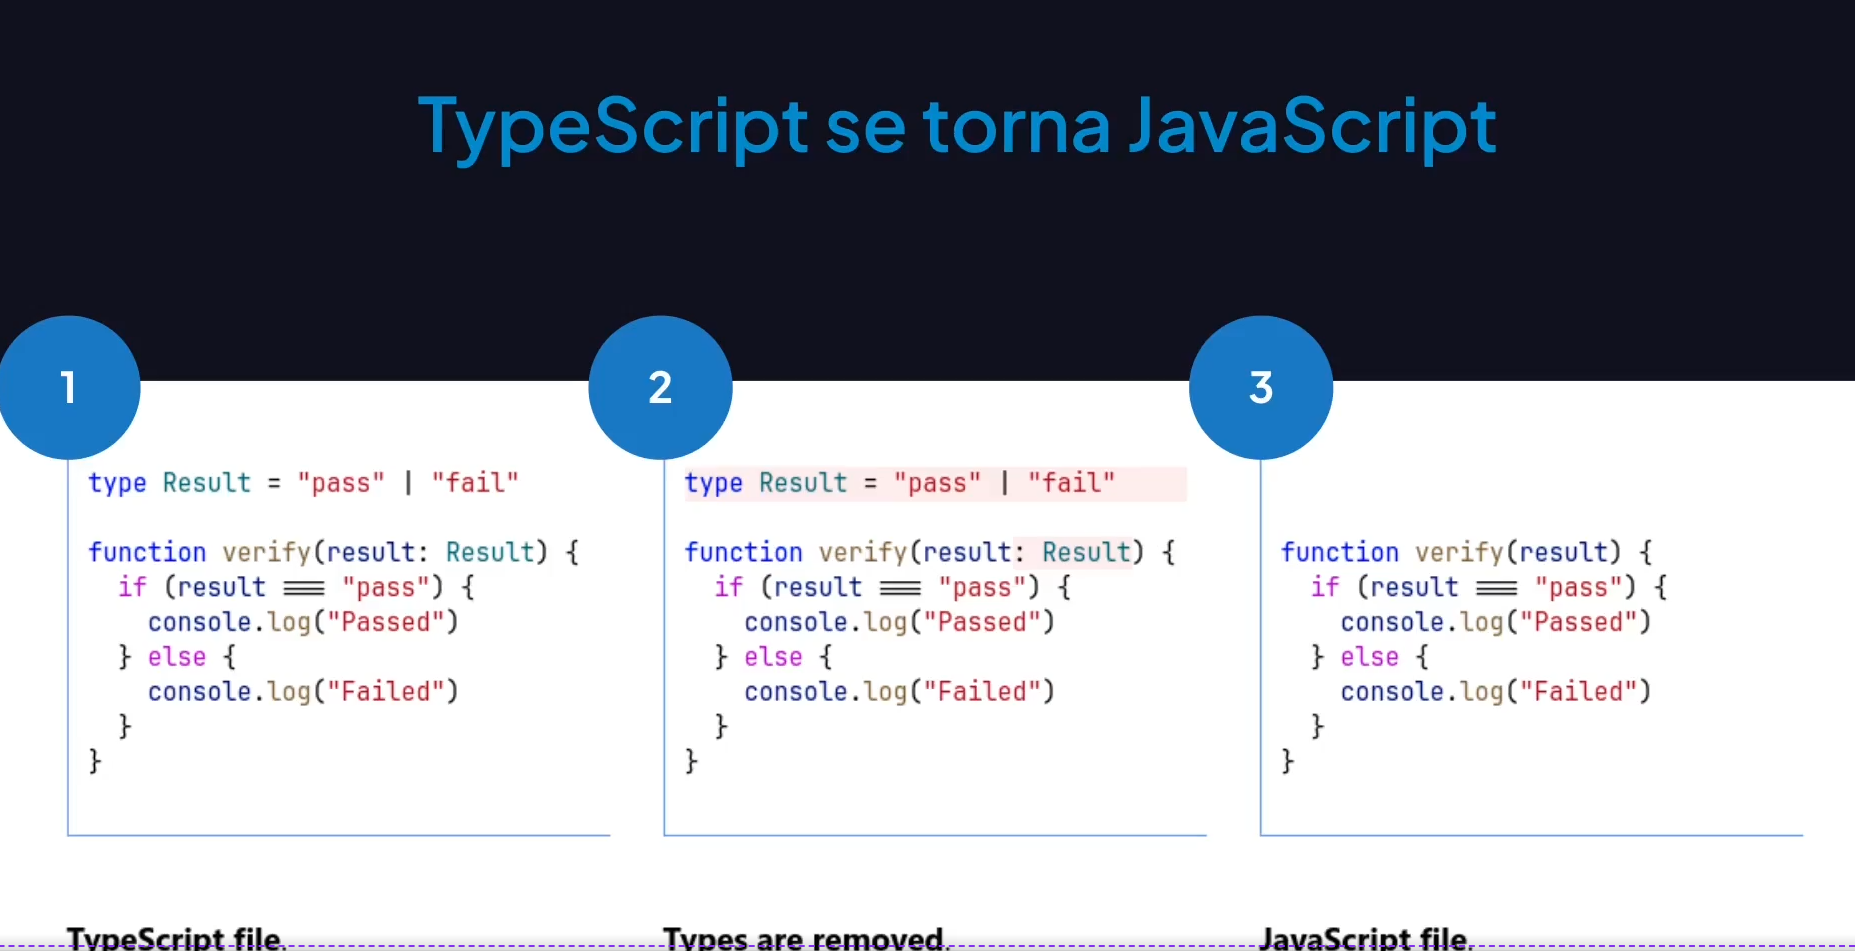 TypeScript se torna JavaScript
1
type Result = "pass" | "fail"
function verify(result: Result) {
  if (result === "pass") {
    console.log("Passed")
  } else {
    console.log("Failed")
  }
}
TypeScript file.
2
type Result = "pass" | "fail"
function verify(result: Result) {
  if (result === "pass") {
    console.log("Passed")
  } else {
    console.log("Failed")
  }
}
Types are removed.
3
function verify(result) {
  if (result === "pass") {
    console.log("Passed")
  } else {
    console.log("Failed")
  }
}
JavaScript file.